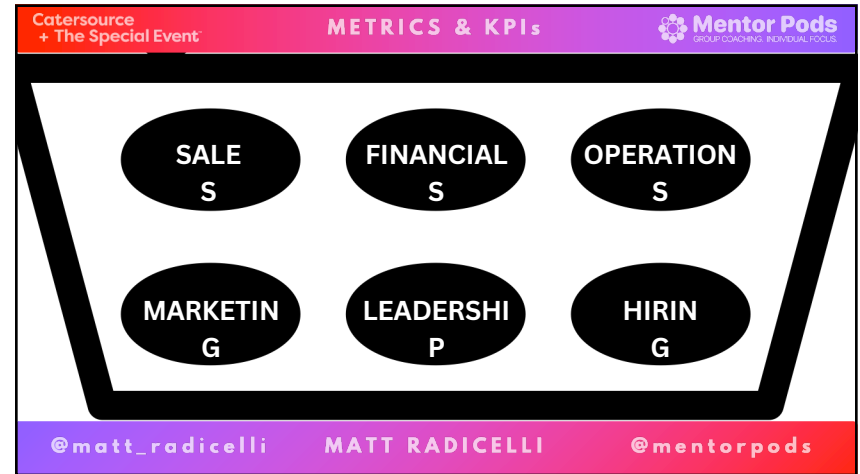 Catersource
+ The Special Event
METRICS & KPIs
Mentor Pods
GROUP COACHING. INDIVIDUAL FOCUS.
SALE
S
FINANCIAL
S
OPERATION
S
MARKETIN
G
LEADERSHI
P
HIRIN
G
@matt_radicelli
MATT RADICELLI
@mentorpods